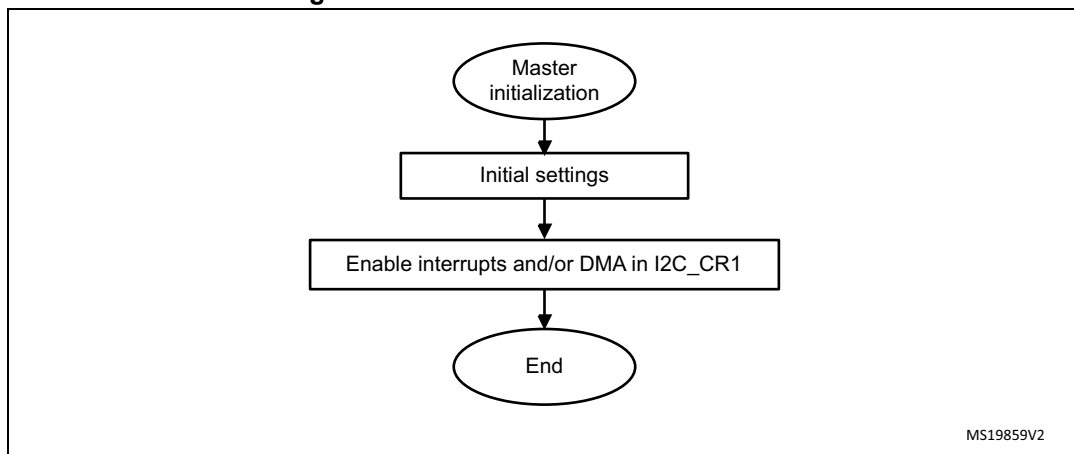 Master
initialization
Initial settings
Enable interrupts and/or DMA in I2C_CR1
End
MS19859V2